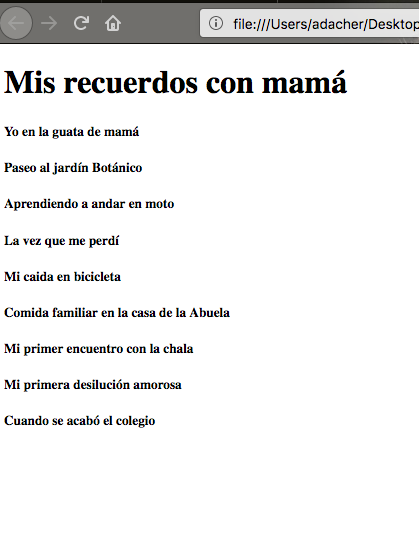 file:///Users/adacher/Desktop
Mis recuerdos con mamá
Yo en la guata de mamá
Paseo al jardín Botánico
Aprendiendo a andar en moto
La vez que me perdí
Mi caida en bicicleta
Comida familiar en la casa de la Abuela
Mi primer encuentro con la chala
Mi primera desilución amorosa
Cuando se acabó el colegio